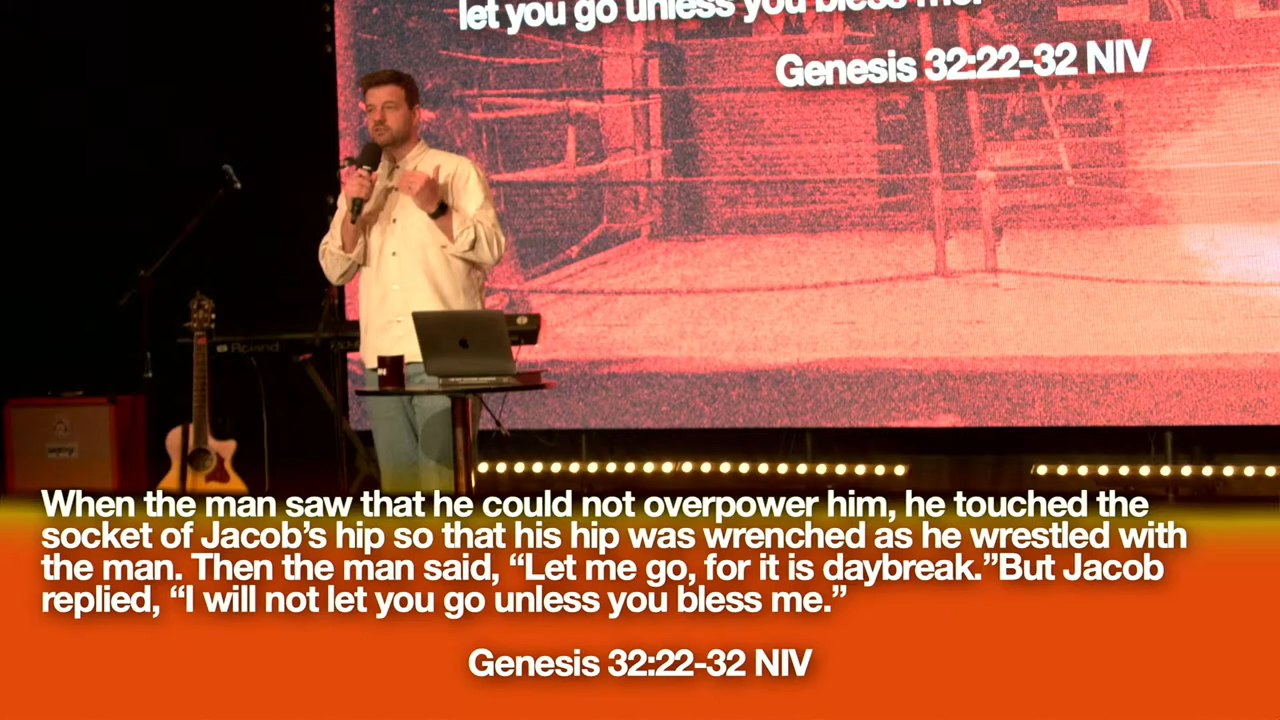 let you go unless you bless me.”
Genesis 32:22-32 NIV
Roland
When the man saw that he could not overpower him, he touched the
socket of Jacob’s hip so that his hip was wrenched as he wrestled with
the man. Then the man said, “Let me go, for it is daybreak.”But Jacob
replied, “I will not let you go unless you bless me.”
Genesis 32:22-32 NIV